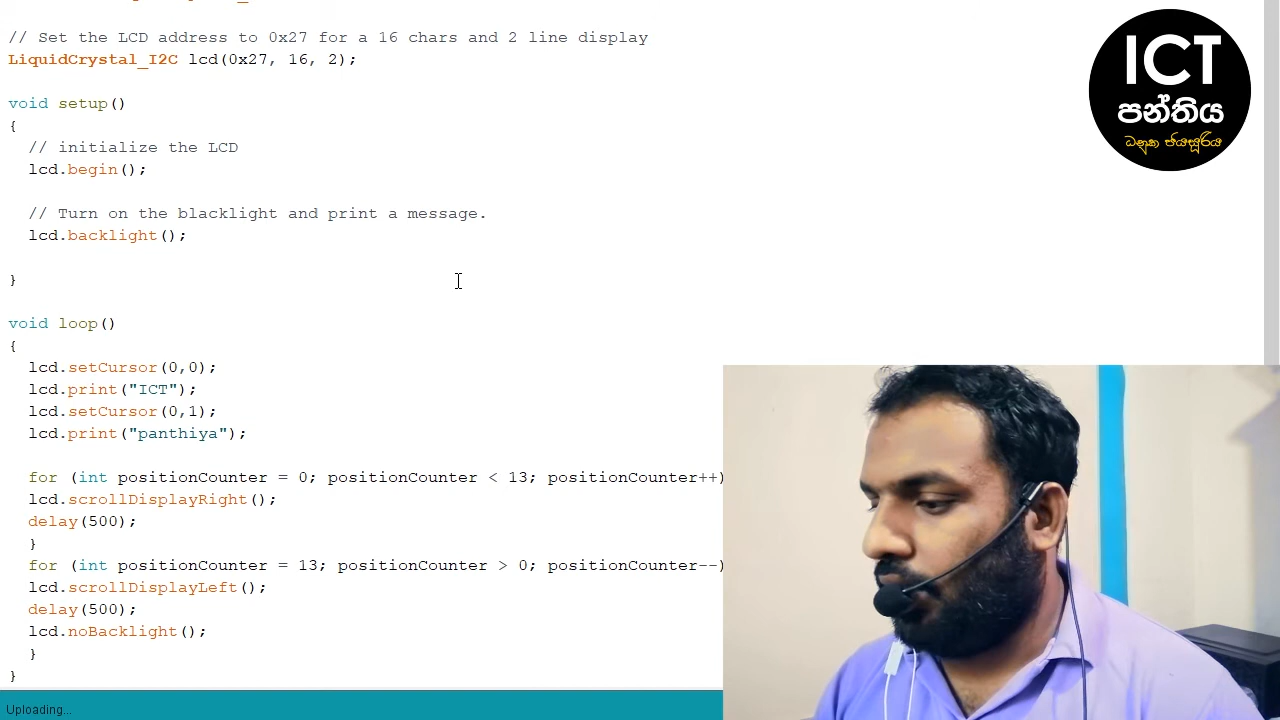 // Set the LCD address to 0x27 for a 16 chars and 2 line display
LiquidCrystal_I2C lcd(0x27, 16, 2);
void setup()
{
// initialize the LCD
lcd.begin();
// Turn on the blacklight and print a message.
lcd.backlight();
}
void loop()
{
lcd.setCursor(0,0);
lcd.print("ICT");
lcd.setCursor(0,1);
lcd.print("panthiya");
for (int positionCounter = 0; positionCounter < 13; positionCounter++)
lcd.scrollDisplayRight();
delay(500);
}
for (int positionCounter = 13; positionCounter > 0; positionCounter--)
lcd.scrollDisplayLeft();
delay(500);
lcd.noBacklight();
}
}
Uploading...
ICT
පන්තිය
ධනුක ජයසූරිය